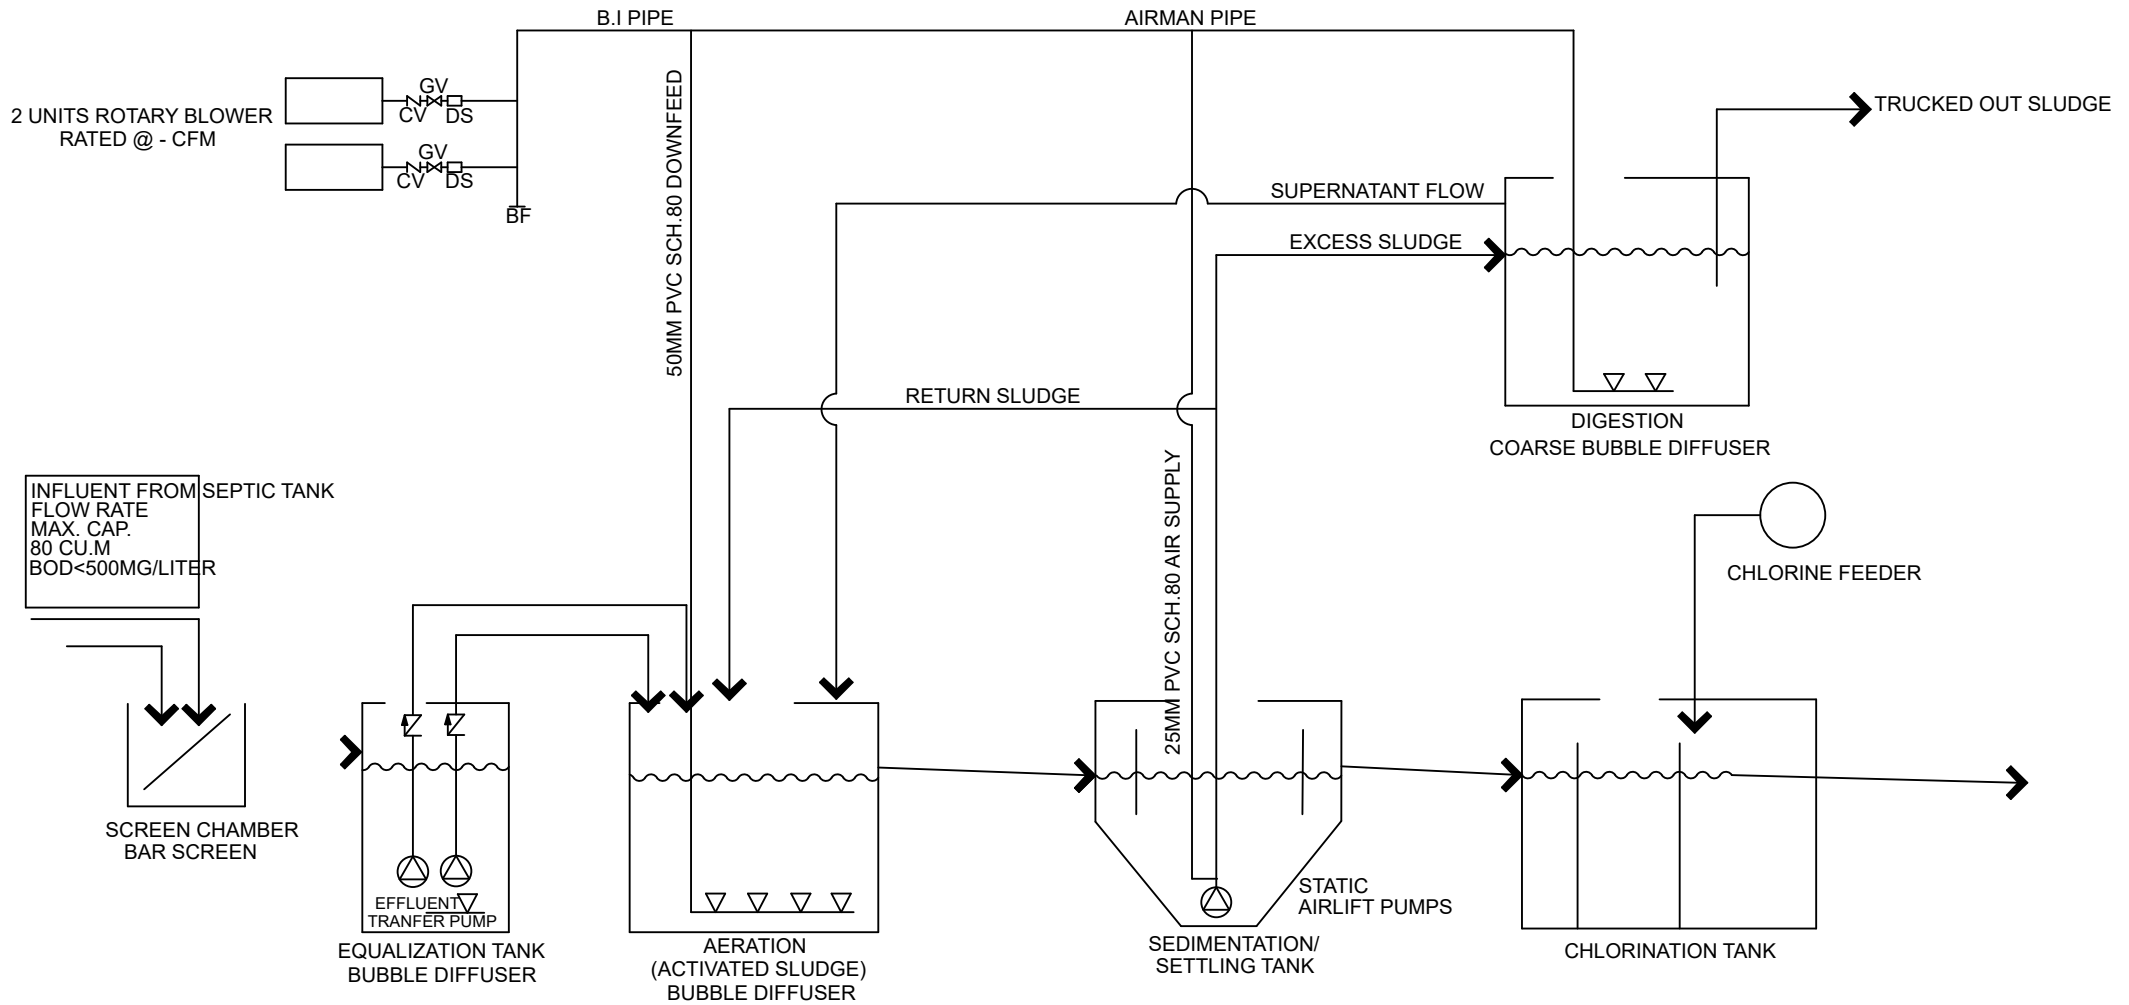 B.I PIPE
AIRMAN PIPE
2 UNITS ROTARY BLOWER
RATED @ - CFM
GV
CV
DS
GV
CV
DS
BF
50MM PVC SCH.80 DOWNFEED
TRUCKED OUT SLUDGE
SUPERNATANT FLOW
EXCESS SLUDGE
RETURN SLUDGE
DIGESTION
COARSE BUBBLE DIFFUSER
25MM PVC SCH.80 AIR SUPPLY
INFLUENT FROM SEPTIC TANK
FLOW RATE
MAX. CAP.
80 CU.M
BOD<500MG/LITER
CHLORINE FEEDER
SCREEN CHAMBER
BAR SCREEN
EFFLUENT
TRANFER PUMP
EQUALIZATION TANK
BUBBLE DIFFUSER
AERATION
(ACTIVATED SLUDGE)
BUBBLE DIFFUSER
STATIC
AIRLIFT PUMPS
SEDIMENTATION/
SETTLING TANK
CHLORINATION TANK